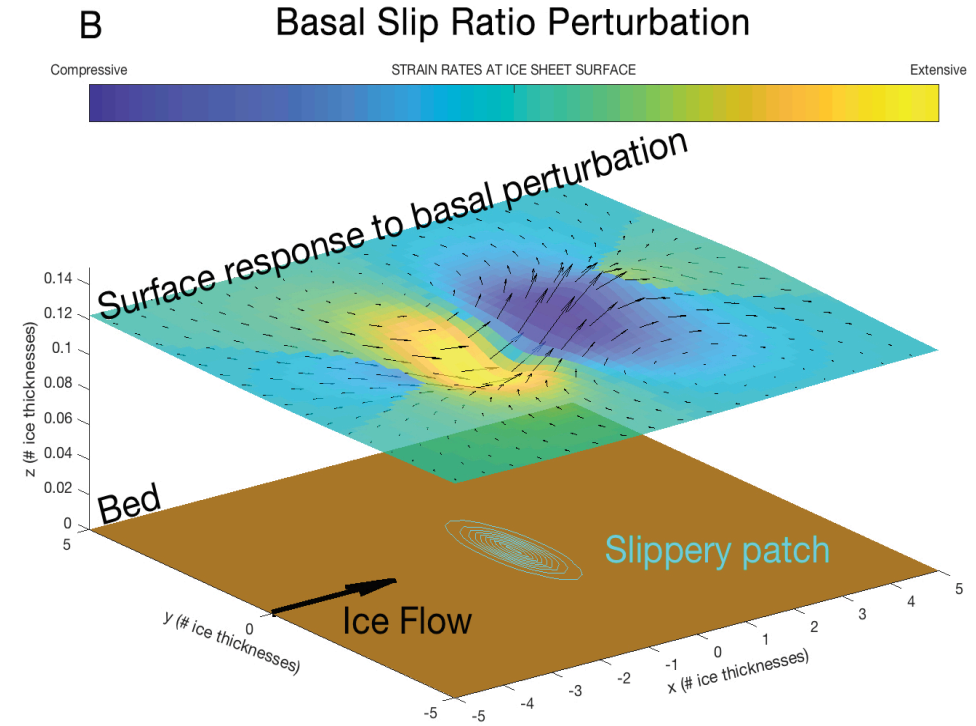 B
Basal Slip Ratio Perturbation
Compressive
STRAIN RATES AT ICE SHEET SURFACE
Extensive
Surface response to basal perturbation
0.14
0.12
0.1
0.08
0.06
0.04
0.02
0
z (# ice thicknesses)
Bed
Slippery patch
Ice Flow
5
0
-5
y (# ice thicknesses)
-5
-4
-3
-2
-1
0
1
2
3
4
5
x (# ice thicknesses)